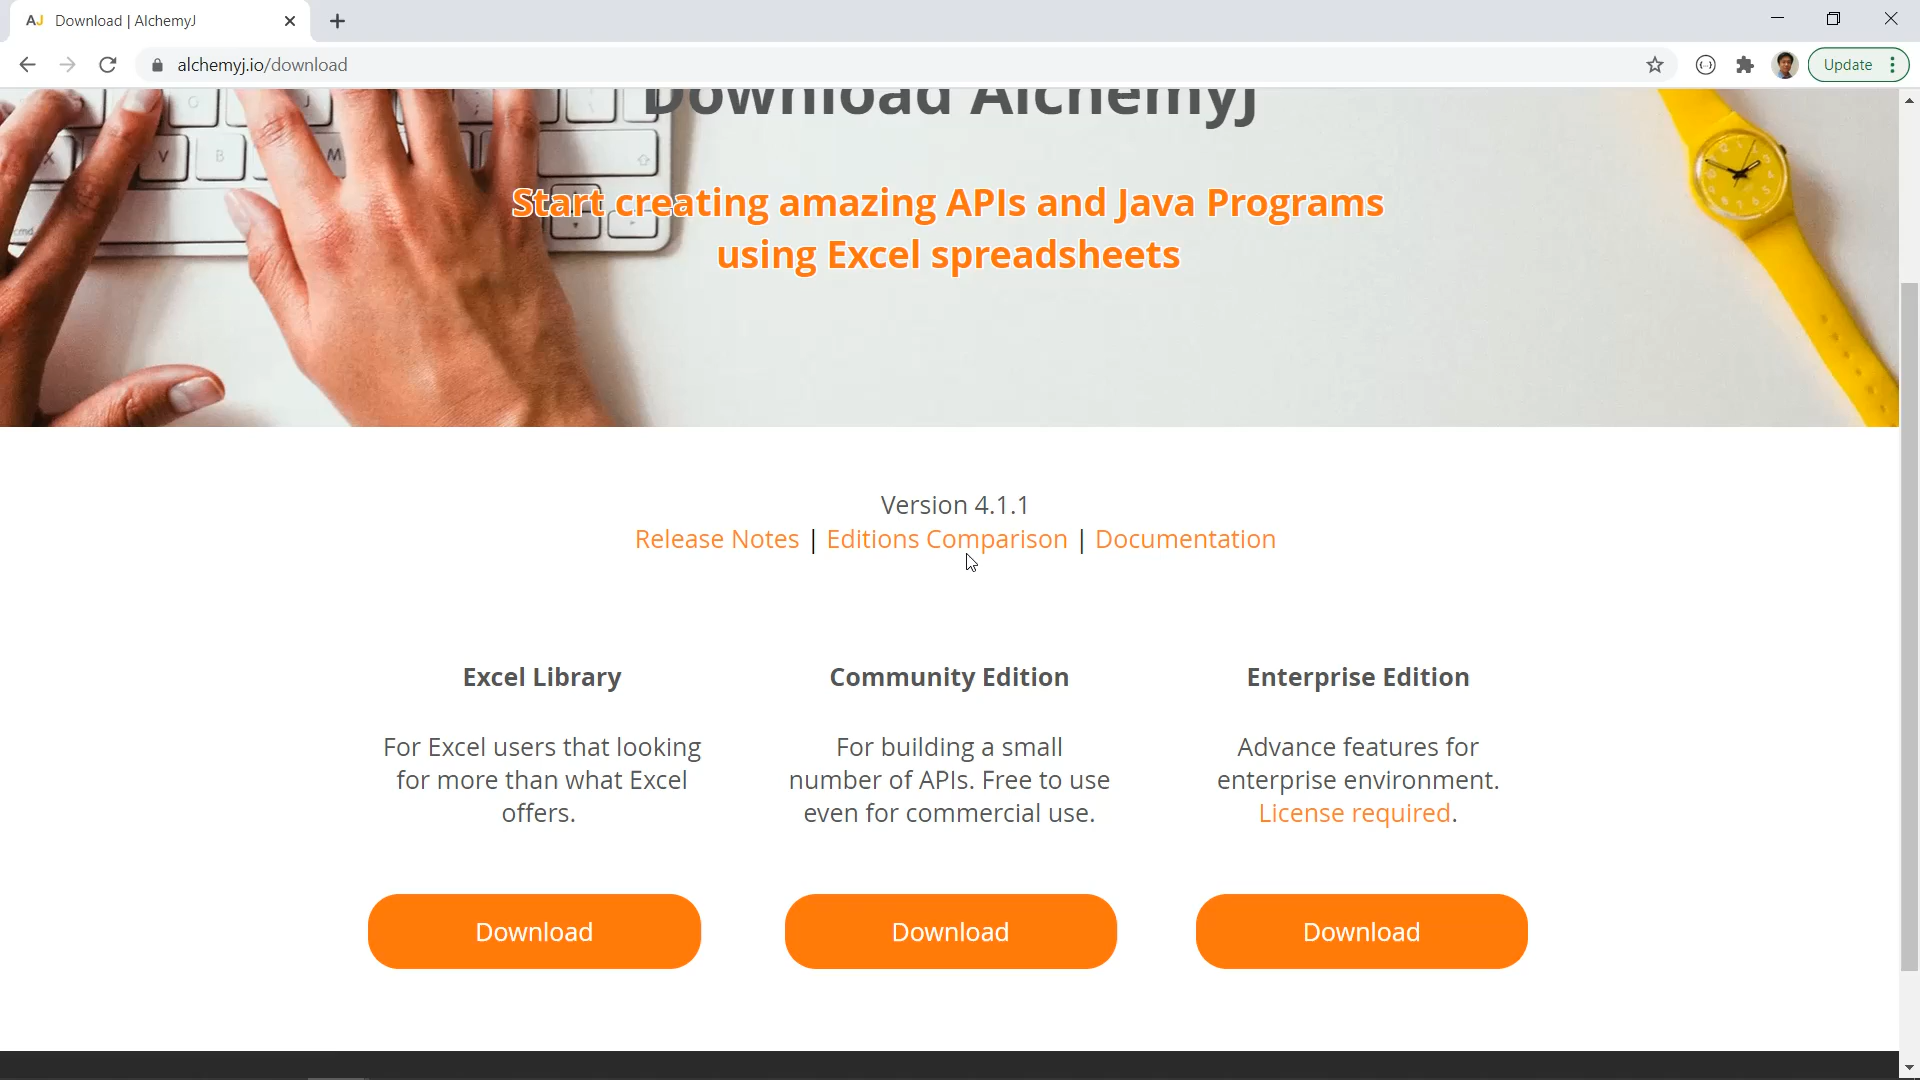 AJ Download | AlchemyJ
alchemyj.io/download
Update
Download AlchemyJ
Start creating amazing APIs and Java Programs
using Excel spreadsheets
Version 4.1.1
Release Notes | Editions Comparison | Documentation
Excel Library
For Excel users that looking
for more than what Excel
offers.
Download
Community Edition
For building a small
number of APIs. Free to use
even for commercial use.
Download
Enterprise Edition
Advance features for
enterprise environment.
License required.
Download